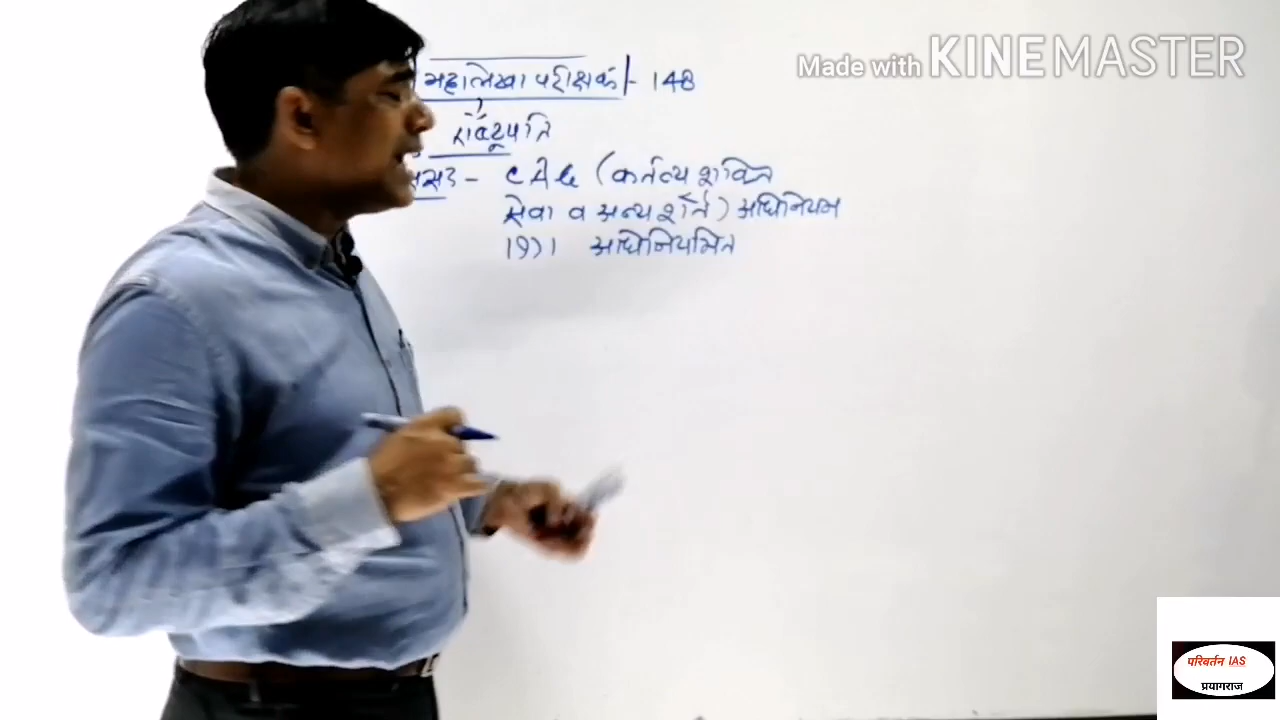 Made with KINEMASTER
महालेखा परीक्षक - 148
राष्ट्रपति
संसद - CAG (कर्तव्य शक्ति
सेवा व अन्य शर्त) अधिनियम
1971 अधिनियमित
परिवर्तन IAS
प्रयागराज